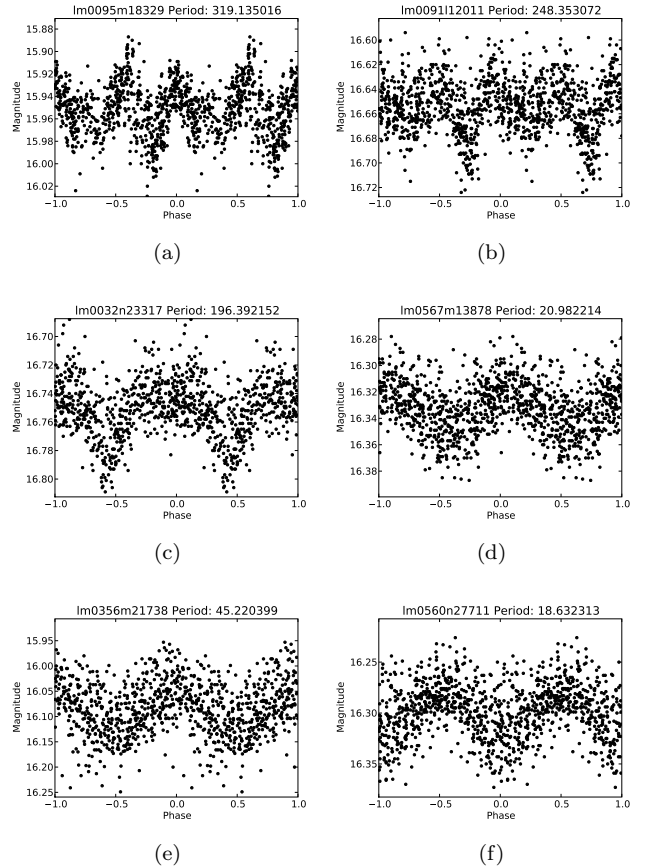 lm0095m18329 Period: 319.135016
15.88
15.90
15.92
15.94
15.96
15.98
16.00
16.02
Magnitude
−1.0 −0.5 0.0 0.5 1.0
Phase
(a)
lm0091l12011 Period: 248.353072
16.60
16.62
16.64
16.66
16.68
16.70
16.72
Magnitude
−1.0 −0.5 0.0 0.5 1.0
Phase
(b)
lm0032n23317 Period: 196.392152
16.70
16.72
16.74
16.76
16.78
16.80
Magnitude
−1.0 −0.5 0.0 0.5 1.0
Phase
(c)
lm0567m13878 Period: 20.982214
16.28
16.30
16.32
16.34
16.36
16.38
Magnitude
−1.0 −0.5 0.0 0.5 1.0
Phase
(d)
lm0356m21738 Period: 45.220399
15.95
16.00
16.05
16.10
16.15
16.20
16.25
Magnitude
−1.0 −0.5 0.0 0.5 1.0
Phase
(e)
lm0560n27711 Period: 18.632313
16.25
16.30
16.35
Magnitude
−1.0 −0.5 0.0 0.5 1.0
Phase
(f)